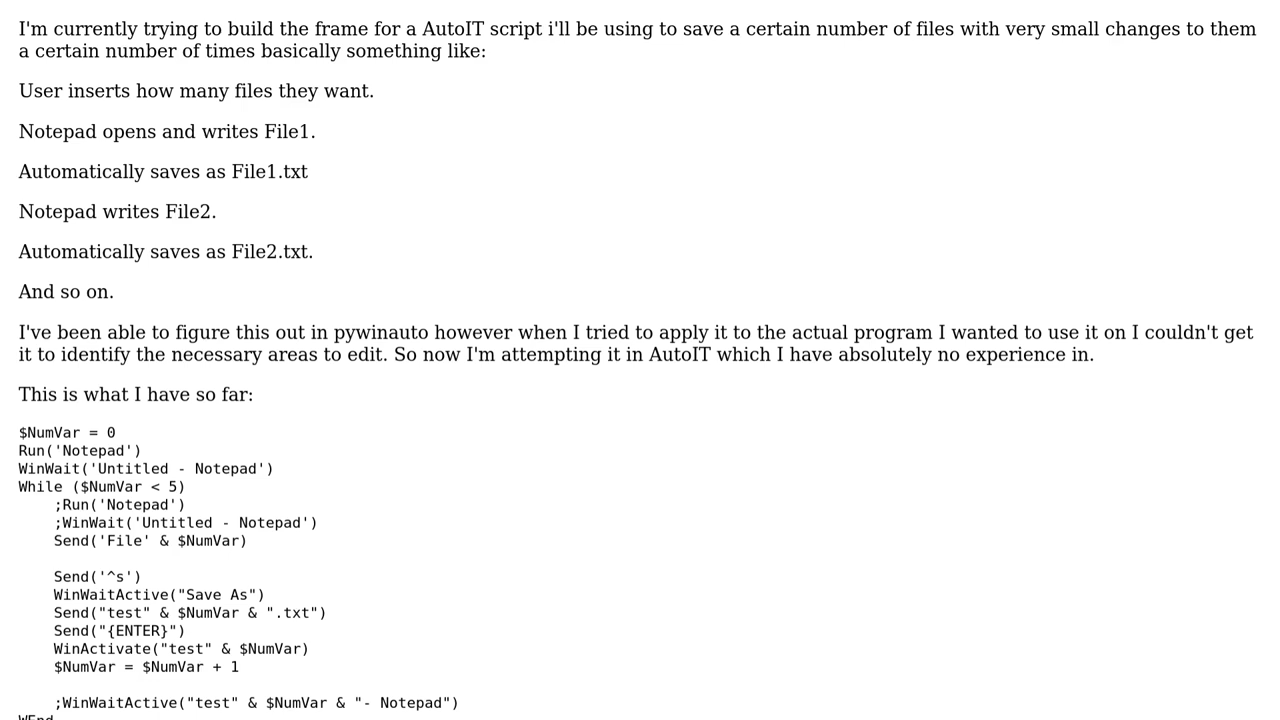 I'm currently trying to build the frame for a AutoIT script i'll be using to save a certain number of files with very small changes to them
a certain number of times basically something like:
User inserts how many files they want.
Notepad opens and writes File1.
Automatically saves as File1.txt
Notepad writes File2.
Automatically saves as File2.txt.
And so on.
I've been able to figure this out in pywinauto however when I tried to apply it to the actual program I wanted to use it on I couldn't get
it to identify the necessary areas to edit. So now I'm attempting it in AutoIT which I have absolutely no experience in.
This is what I have so far:
$NumVar = 0
Run('Notepad')
WinWait('Untitled - Notepad')
While ($NumVar < 5)
    ;Run('Notepad')
    ;WinWait('Untitled - Notepad')
    Send('File' & $NumVar)
    Send('^s')
    WinWaitActive("Save As")
    Send("test" & $NumVar & ".txt")
    Send("{ENTER}")
    WinActivate("test" & $NumVar)
    $NumVar = $NumVar + 1
    ;WinWaitActive("test" & $NumVar & "- Notepad")
WEnd